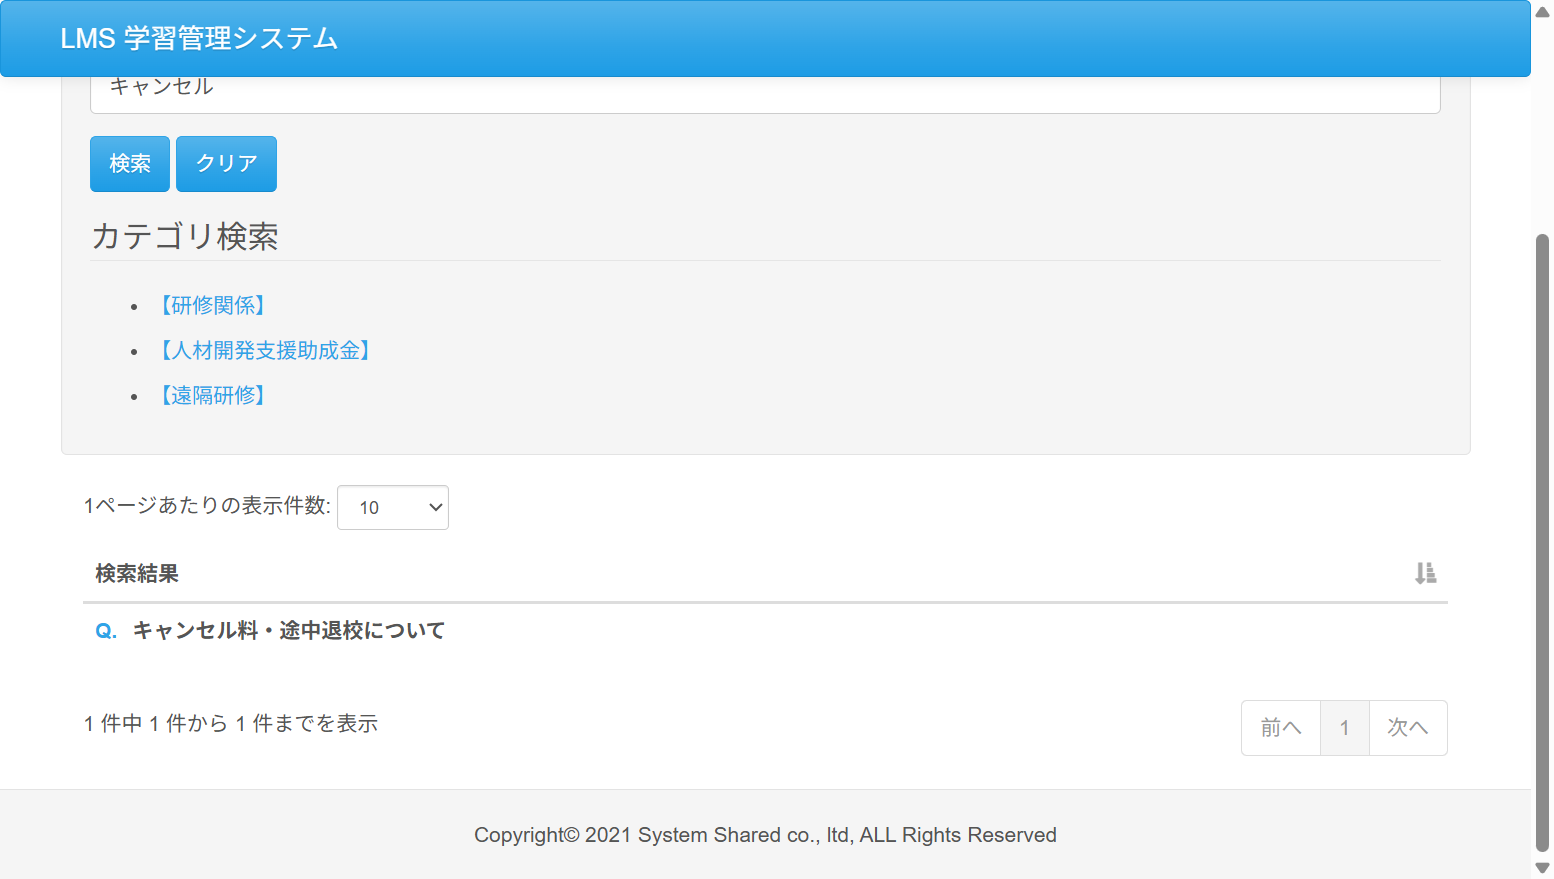 LMS 学習管理システム
キャンセル
検索 クリア
カテゴリ検索
【研修関係】
【人材開発支援助成金】
【遠隔研修】
1ページあたりの表示件数: 10
検索結果
Q. キャンセル料・途中退校について
1 件中 1 件から 1 件までを表示
前へ 1 次へ
Copyright© 2021 System Shared co., ltd, ALL Rights Reserved